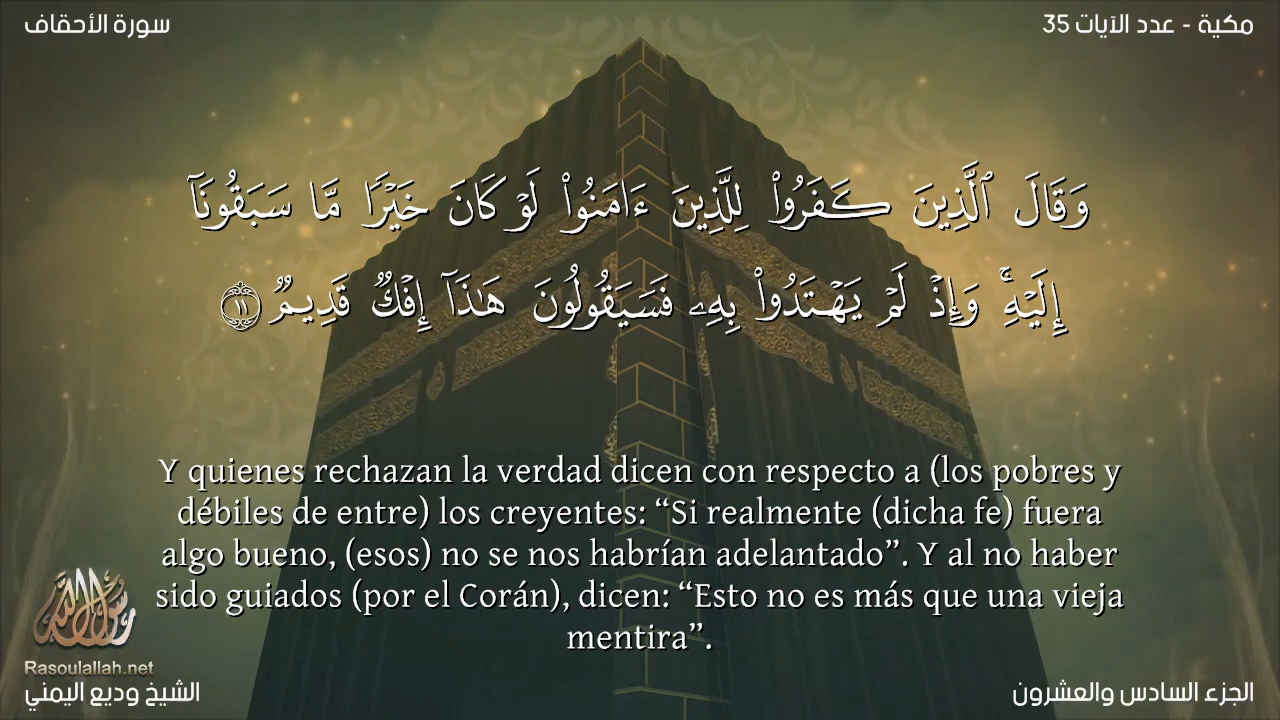 مكية - عدد الآيات 35
سورة الأحقاف
وَقَالَ ٱلَّذِينَ كَفَرُوا۟ لِلَّذِينَ ءَامَنُوا۟ لَوْ كَانَ خَيْرًا مَّا سَبَقُونَآ
إِلَيْهِ ۚ وَإِذْ لَمْ يَهْتَدُوا۟ بِهِۦ فَسَيَقُولُونَ هَـٰذَآ إِفْكٌ قَدِيمٌ ١١
Y quienes rechazan la verdad dicen con respecto a (los pobres y
débiles de entre) los creyentes: “Si realmente (dicha fe) fuera
algo bueno, (esos) no se nos habrían adelantado”. Y al no haber
sido guiados (por el Corán), dicen: “Esto no es más que una vieja
mentira”.
رسول الله
Rasoulallah.net
الجزء السادس والعشرون
الشيخ وديع اليمني